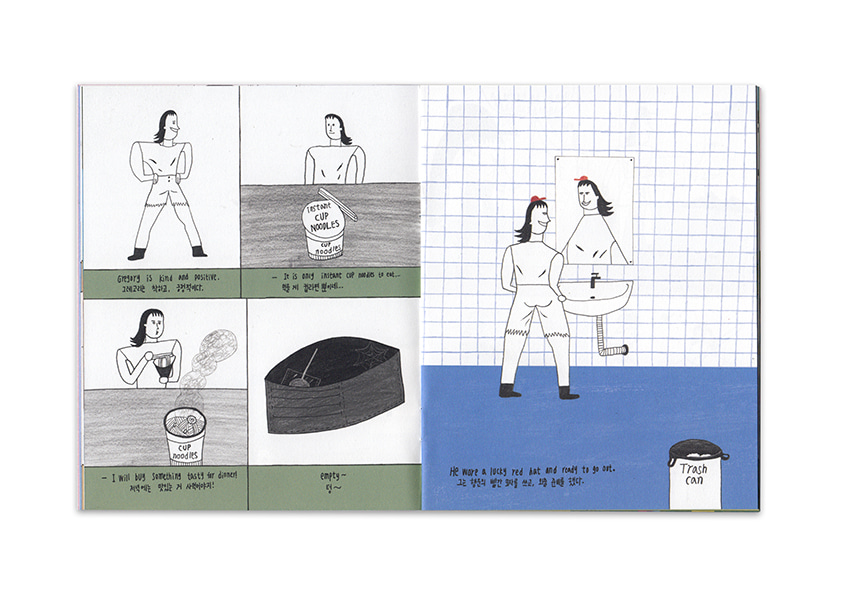 Gregory is kind and positive.
그레고리는 착하고, 긍정적이다.
instant
CUP
NOODLES
CUP
noodles
— It is only instant cup noodles to eat...
먹을 게 컵라면 뿐이네...
CUP
noodles
— I will buy something tasty for dinner!
저녁에는 맛있는 거 사먹어야지!
empty~
텅~
He wore a lucky red hat and ready to go out.
그는 행운의 빨간 모자를 쓰고, 외출 준비를 했다.
Trash
can